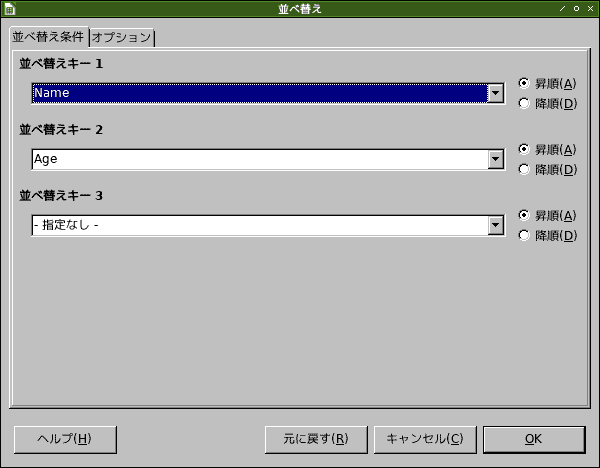 並べ替え
並べ替え条件 オプション
並べ替えキー 1
Name
昇順(A)
降順(D)
並べ替えキー 2
Age
昇順(A)
降順(D)
並べ替えキー 3
- 指定なし -
昇順(A)
降順(D)
ヘルプ(H) 元に戻す(R) キャンセル(C) OK